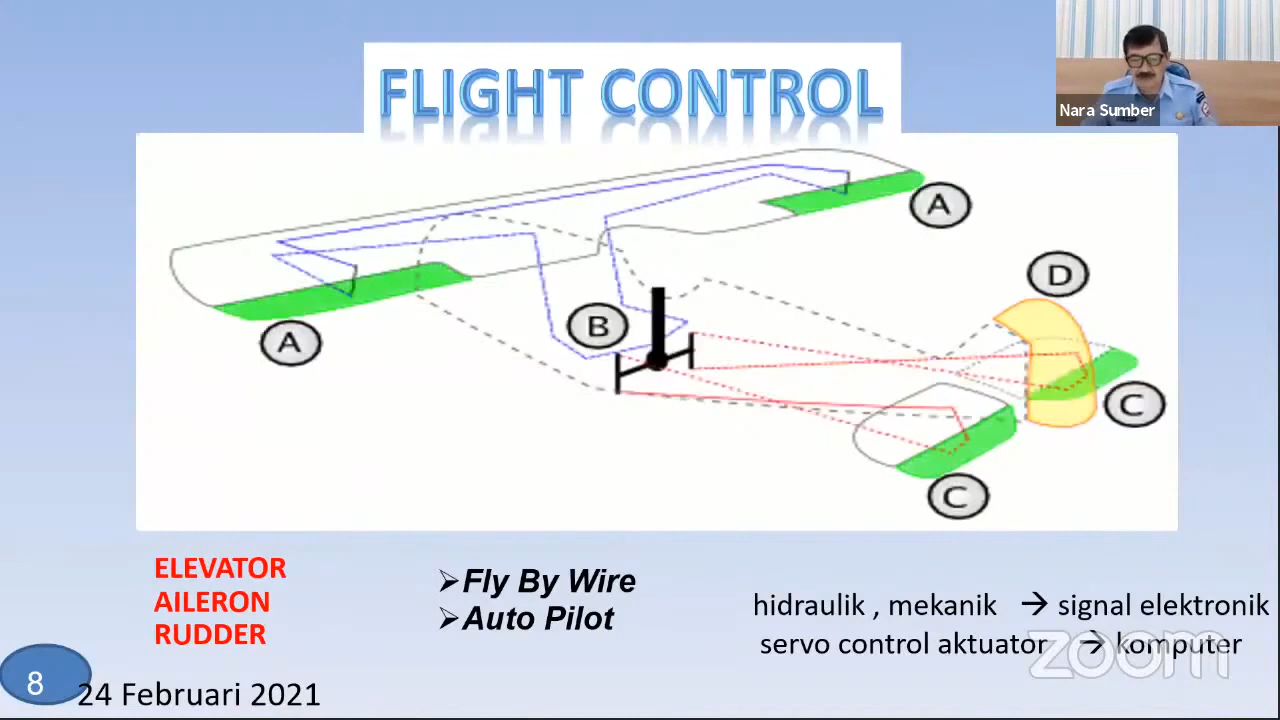 FLIGHT CONTROL
Nara Sumber
A
A
D
B
C
C
ELEVATOR
AILERON
RUDDER
➢Fly By Wire
➢Auto Pilot
hidraulik , mekanik → signal elektronik
servo control aktuator → komputer
zoom
8
24 Februari 2021